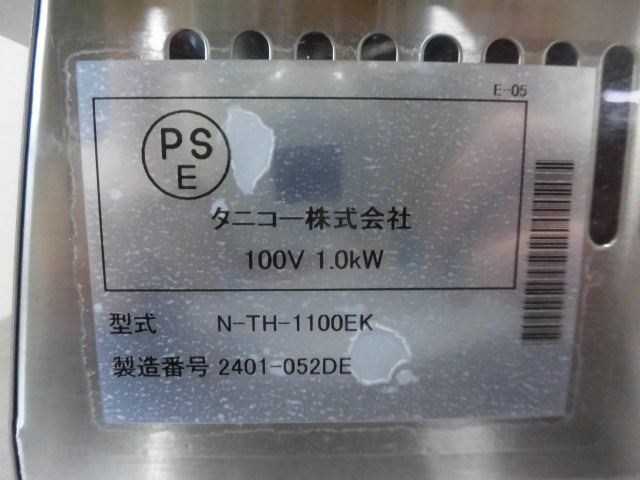 E-05
PS
E
タニコー株式会社
100V 1.0kW
型式 N-TH-1100EK
製造番号 2401-052DE